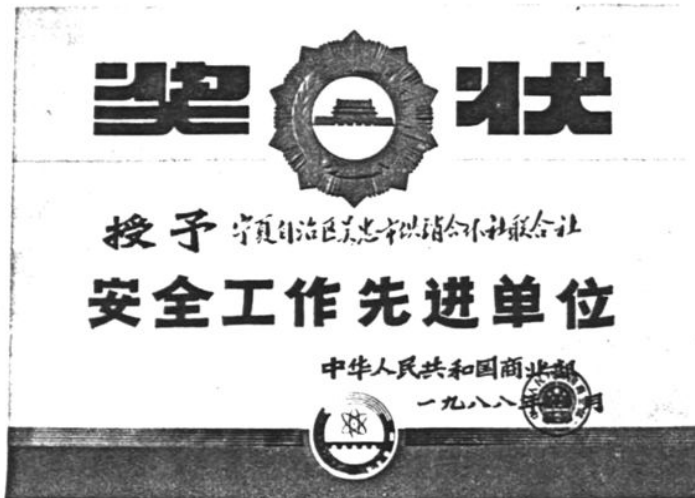 奖状
授予 宁夏自治区吴忠市供销合作社联合社
安全工作先进单位
中华人民共和国商业部
一九八八年 月